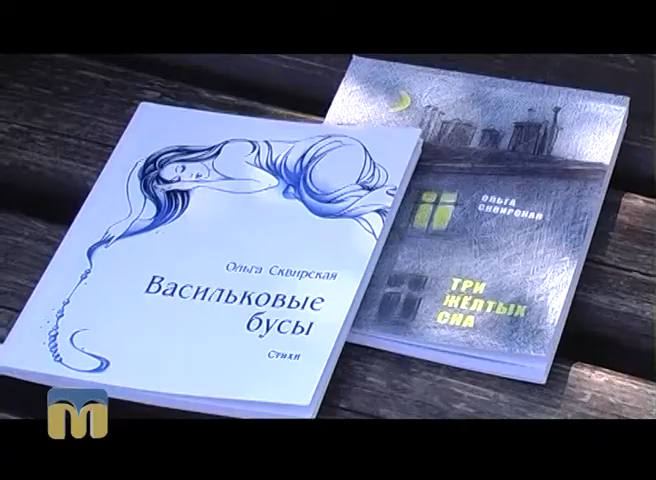 Ольга Сквирская
Васильковые
бусы
Стихи
ОЛЬГА
СКВИРСКАЯ
ТРИ
ЖЁЛТЫХ
СНА
M